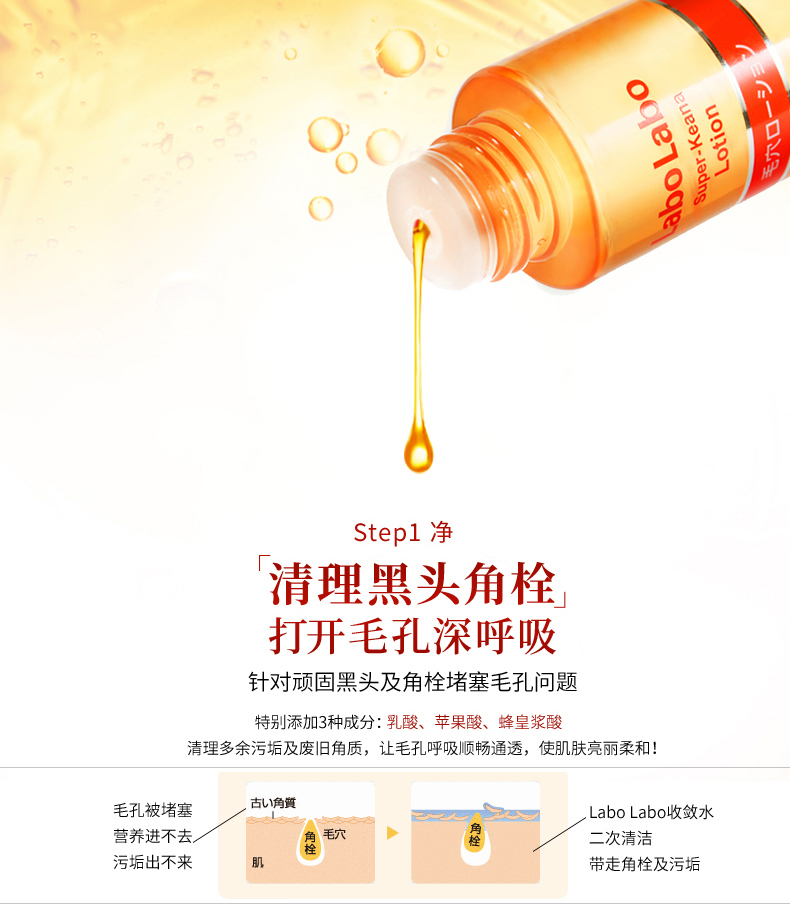 Labo Labo
Super-Keana
Lotion
毛穴ローション
Step1 净
「清理黑头角栓」
打开毛孔深呼吸
针对顽固黑头及角栓堵塞毛孔问题
特别添加3种成分：乳酸、苹果酸、蜂皇浆酸
清理多余污垢及废旧角质，让毛孔呼吸顺畅通透，使肌肤亮丽柔和！
毛孔被堵塞
营养进不去
污垢出不来
古い角質
角栓
毛穴
肌
角栓
Labo Labo收敛水
二次清洁
带走角栓及污垢